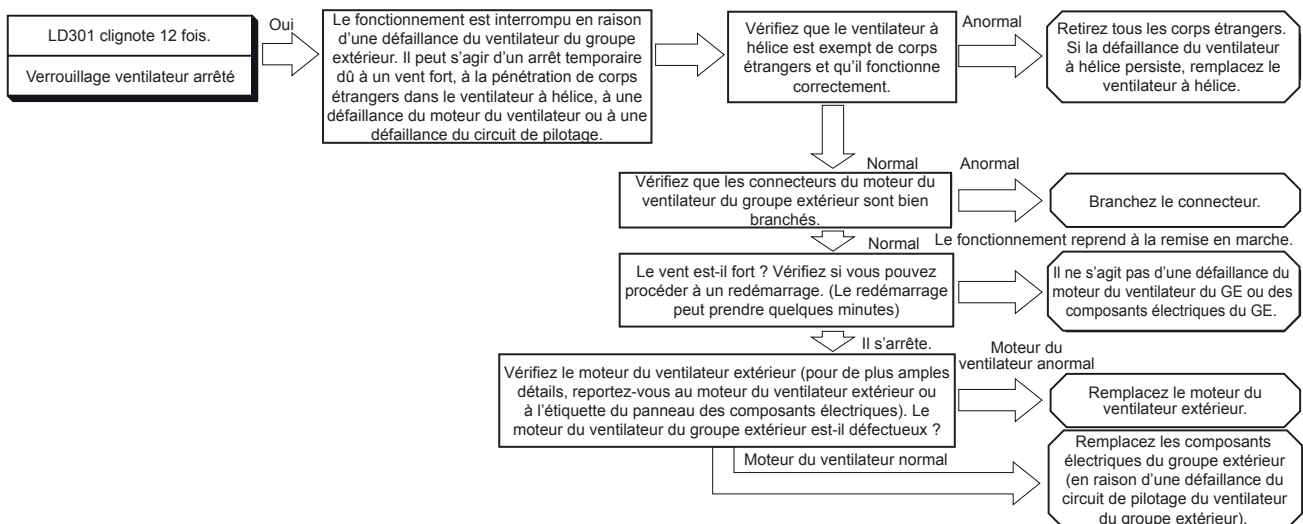 LD301 clignote 12 fois.
Verrouillage ventilateur arrêté
Oui
Le fonctionnement est interrompu en raison
d’une défaillance du ventilateur du groupe
extérieur. Il peut s’agir d’un arrêt temporaire
dû à un vent fort, à la pénétration de corps
étrangers dans le ventilateur à hélice, à une
défaillance du moteur du ventilateur ou à une
défaillance du circuit de pilotage.
Vérifiez que le ventilateur à
hélice est exempt de corps
étrangers et qu’il fonctionne
correctement.
Anormal
Retirez tous les corps étrangers.
Si la défaillance du ventilateur
à hélice persiste, remplacez le
ventilateur à hélice.
Normal
Vérifiez que les connecteurs du moteur du
ventilateur du groupe extérieur sont bien
branchés.
Anormal
Branchez le connecteur.
Normal
Le vent est-il fort ? Vérifiez si vous pouvez
procéder à un redémarrage. (Le redémarrage
peut prendre quelques minutes)
Le fonctionnement reprend à la remise en marche.
Il ne s’agit pas d’une défaillance du
moteur du ventilateur du GE ou des
composants électriques du GE.
Il s’arrête.
Vérifiez le moteur du ventilateur extérieur (pour de plus amples
détails, reportez-vous au moteur du ventilateur extérieur ou
à l’étiquette du panneau des composants électriques). Le
moteur du ventilateur du groupe extérieur est-il défectueux ?
Moteur du
ventilateur anormal
Remplacez le moteur du
ventilateur extérieur.
Moteur du ventilateur normal
Remplacez les composants
électriques du groupe extérieur
(en raison d’une défaillance du
circuit de pilotage du ventilateur
du groupe extérieur).